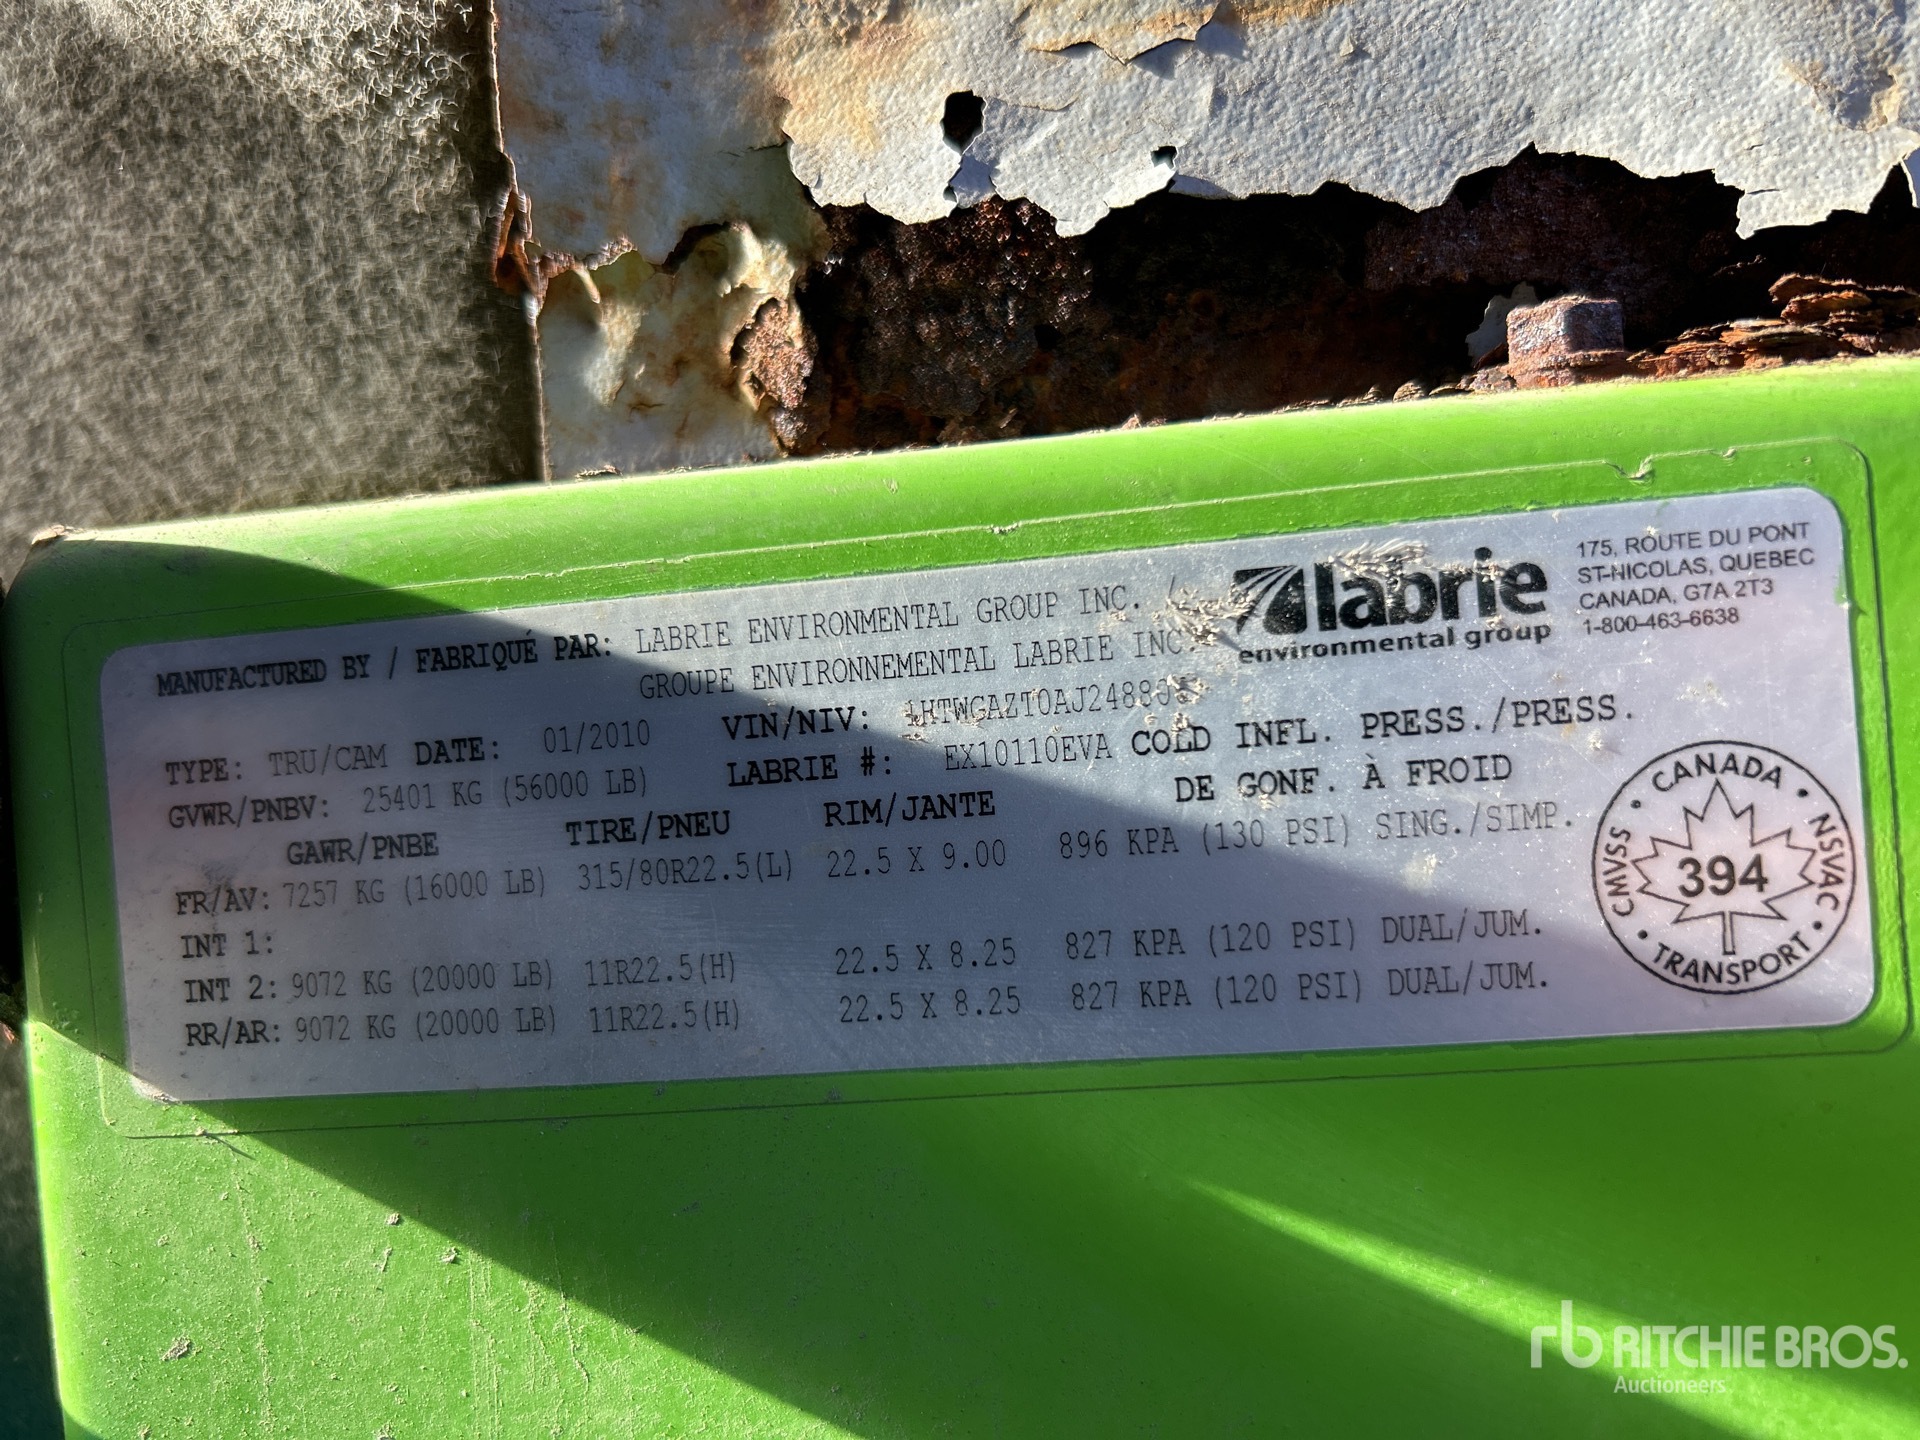 MANUFACTURED BY / FABRIQUÉ PAR: LABRIE ENVIRONMENTAL GROUP INC. /
GROUPE ENVIRONNEMENTAL LABRIE INC.
labrie
environmental group
175, ROUTE DU PONT
ST-NICOLAS, QUEBEC
CANADA, G7A 2T3
1-800-463-6638
TYPE: TRU/CAM DATE: 01/2010 VIN/NIV:
GVWR/PNBV: 25401 KG (56000 LB) LABRIE #: EX10110EVA COLD INFL. PRESS./PRESS.
GAWR/PNBE TIRE/PNEU RIM/JANTE DE GONF. À FROID
FR/AV: 7257 KG (16000 LB) 315/80R22.5(L) 22.5 X 9.00 896 KPA (130 PSI) SING./SIMP.
INT 1:
INT 2: 9072 KG (20000 LB) 11R22.5(H) 22.5 X 8.25 827 KPA (120 PSI) DUAL/JUM.
RR/AR: 9072 KG (20000 LB) 11R22.5(H) 22.5 X 8.25 827 KPA (120 PSI) DUAL/JUM.
CANADA • NSVAC • TRANSPORT • CMVSS •
394
rb RITCHIE BROS.
Auctioneers